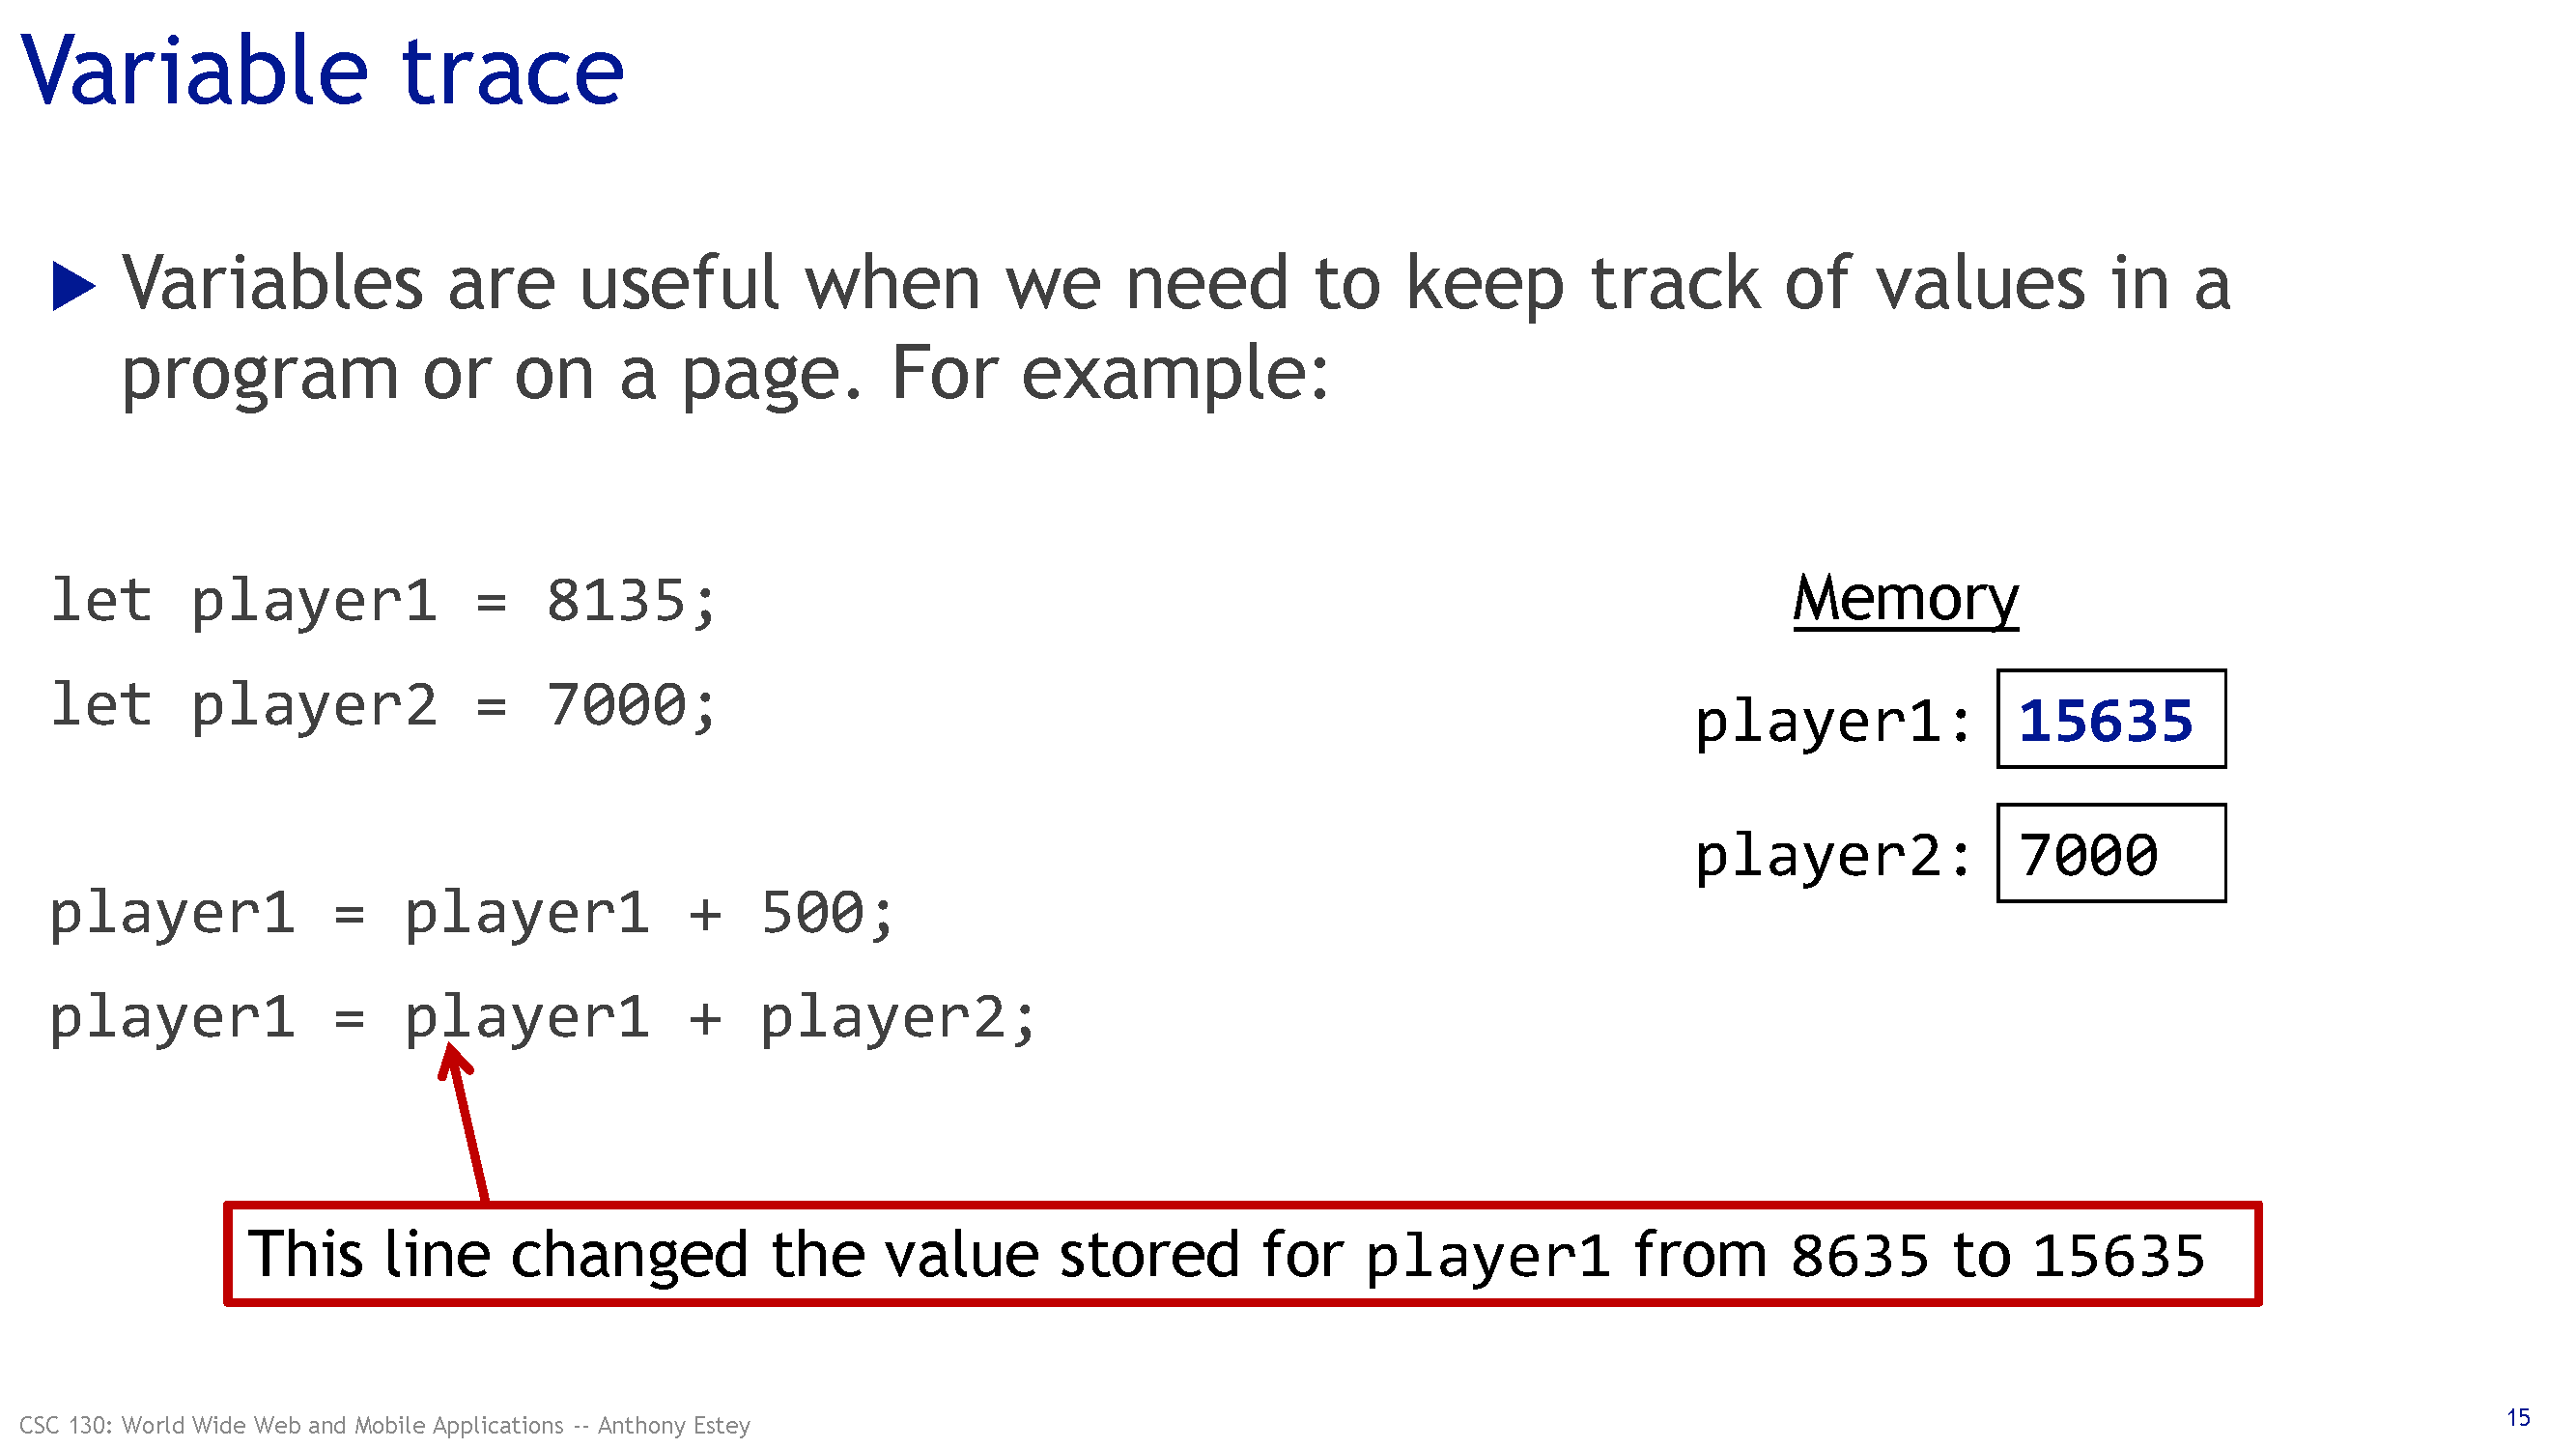 Variable trace
Variables are useful when we need to keep track of values in a
program or on a page. For example:
let player1 = 8135;
let player2 = 7000;
player1 = player1 + 500;
player1 = player1 + player2;
Memory
player1: 15635
player2: 7000
This line changed the value stored for player1 from 8635 to 15635
CSC 130: World Wide Web and Mobile Applications -- Anthony Estey
15